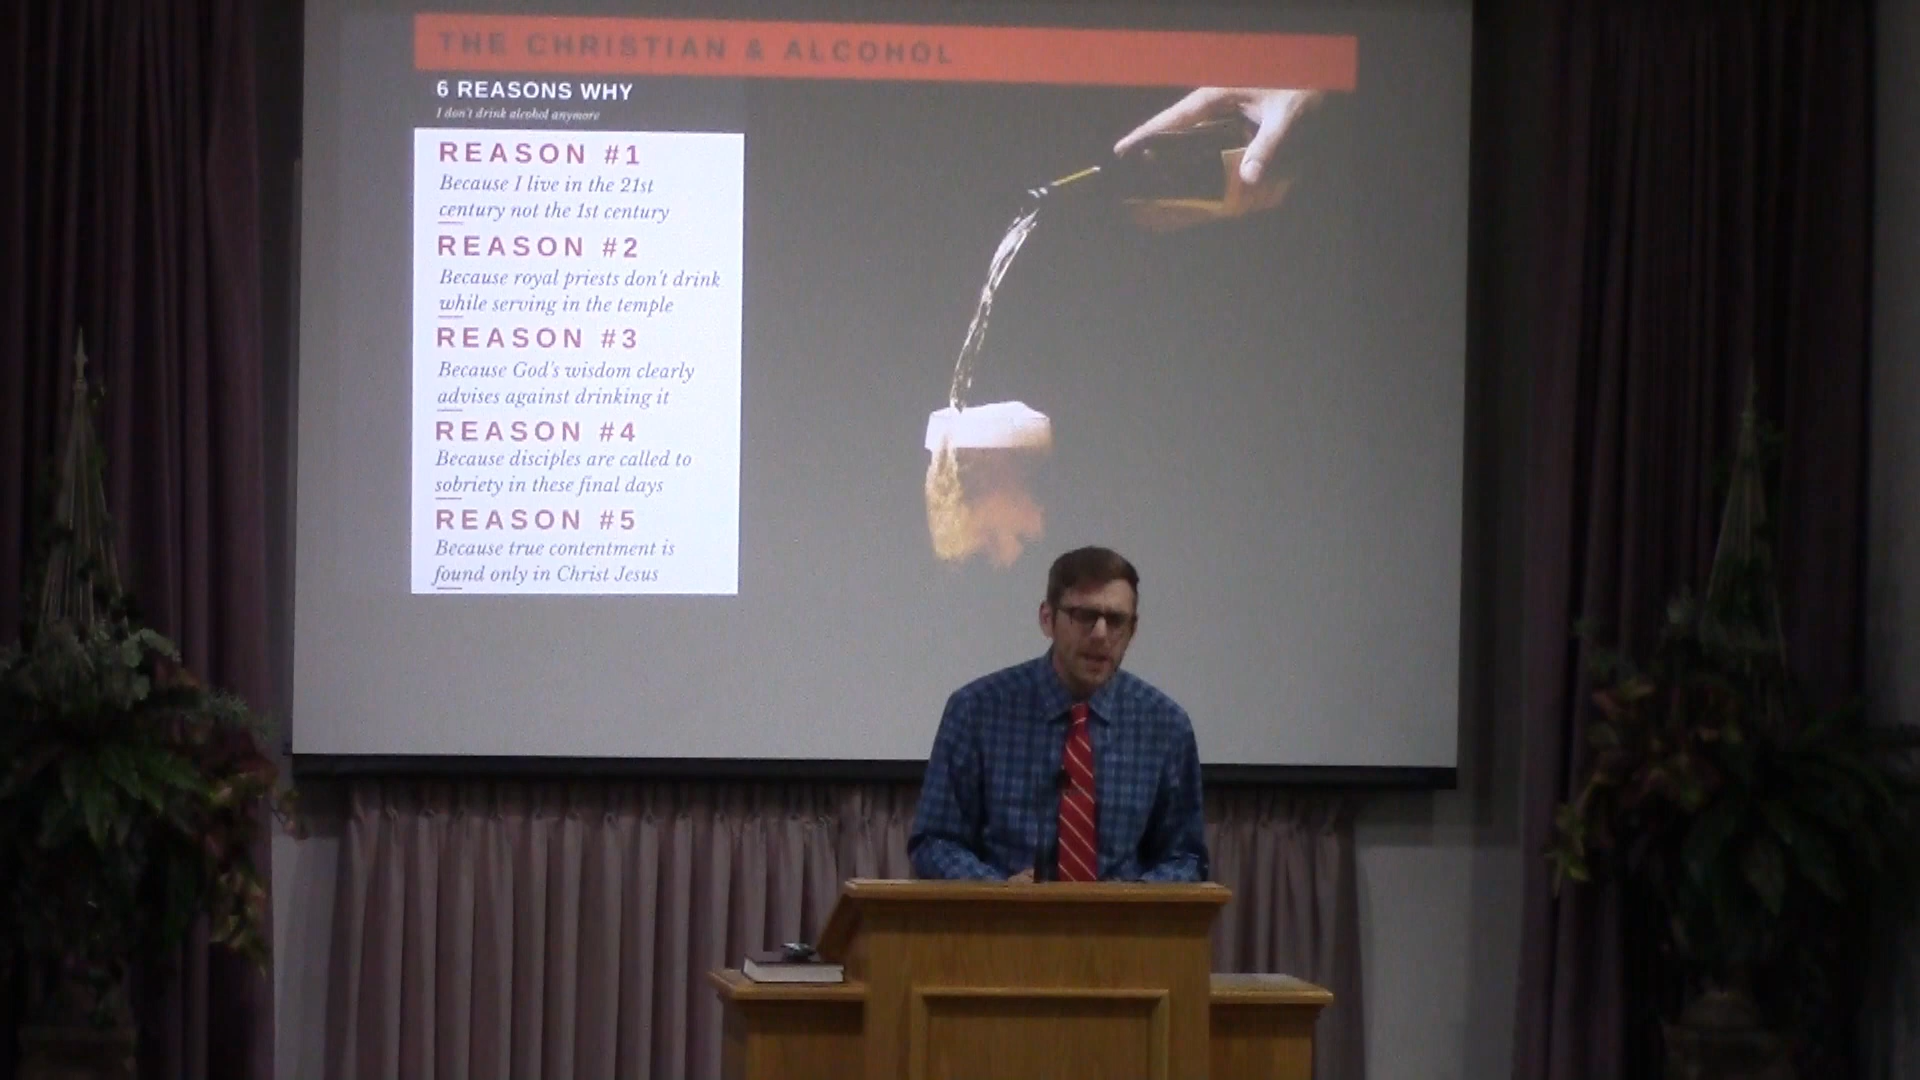 THE CHRISTIAN & ALCOHOL
6 REASONS WHY
I don't drink alcohol anymore
REASON #1
Because I live in the 21st
century not the 1st century
REASON #2
Because royal priests don't drink
while serving in the temple
REASON #3
Because God's wisdom clearly
advises against drinking it
REASON #4
Because disciples are called to
sobriety in these final days
REASON #5
Because true contentment is
found only in Christ Jesus